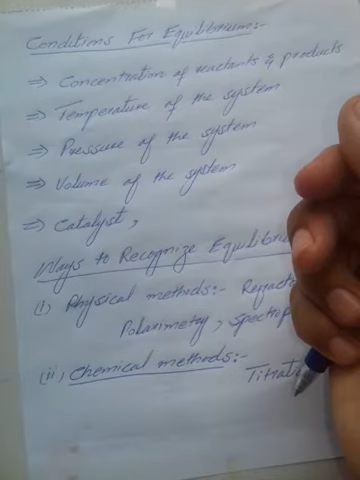 Conditions For Equilibrium:-
⇒ Concentration of reactants & products
⇒ Temperature of the system
⇒ Pressure of the system
⇒ Volume of the system
⇒ Catalyst,
Ways to Recognize
(i) Physical methods:-
Polarimetry,
(ii) Chemical methods:-